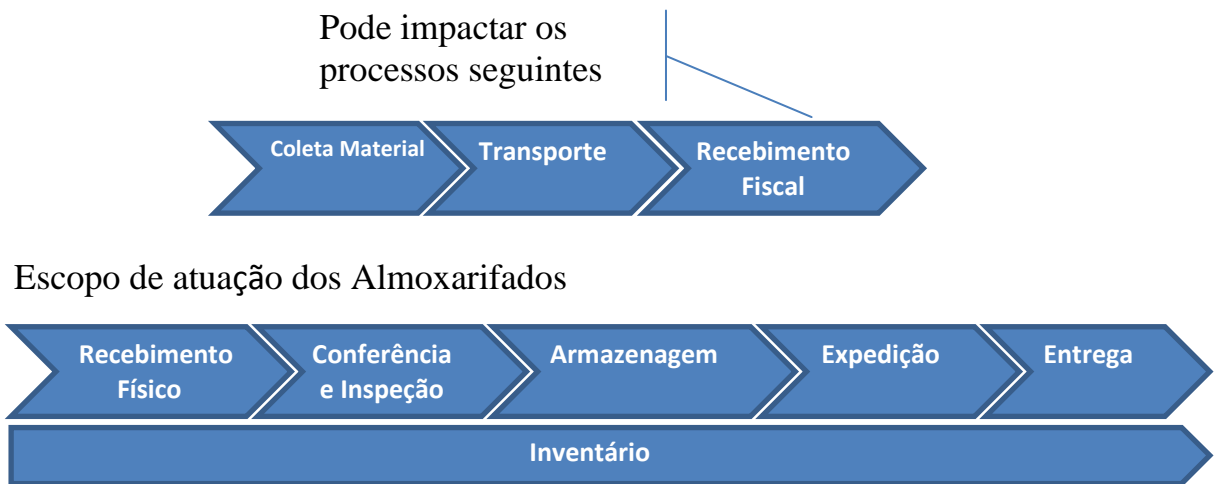 Pode impactar os
processos seguintes
Coleta Material
Transporte
Recebimento
Fiscal
Escopo de atuação dos Almoxarifados
Recebimento
Físico
Conferência
e Inspeção
Armazenagem
Expedição
Entrega
Inventário